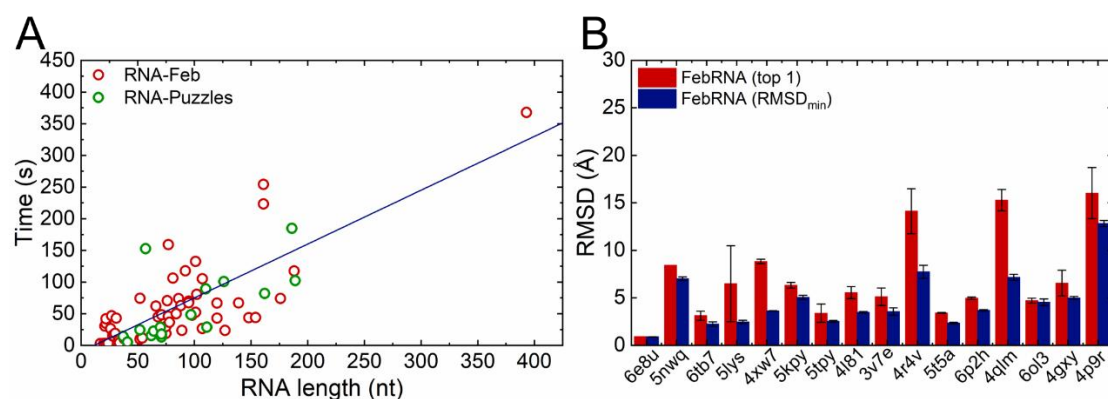 A
Time (s)
450
400
350
300
250
200
150
100
50
0
RNA-Feb
RNA-Puzzles
0 50 100 150 200 250 300 350 400
RNA length (nt)
B
RMSD (Å)
30
25
20
15
10
5
0
FebRNA (top 1)
FebRNA (RMSDmin)
6e8u 5nwq 6tb7 5lys 4xw7 5kpy 5tpy 4l81 3v7e 4r4v 5t5a 6p2h 4qlm 6ol3 4gxy 4p9r